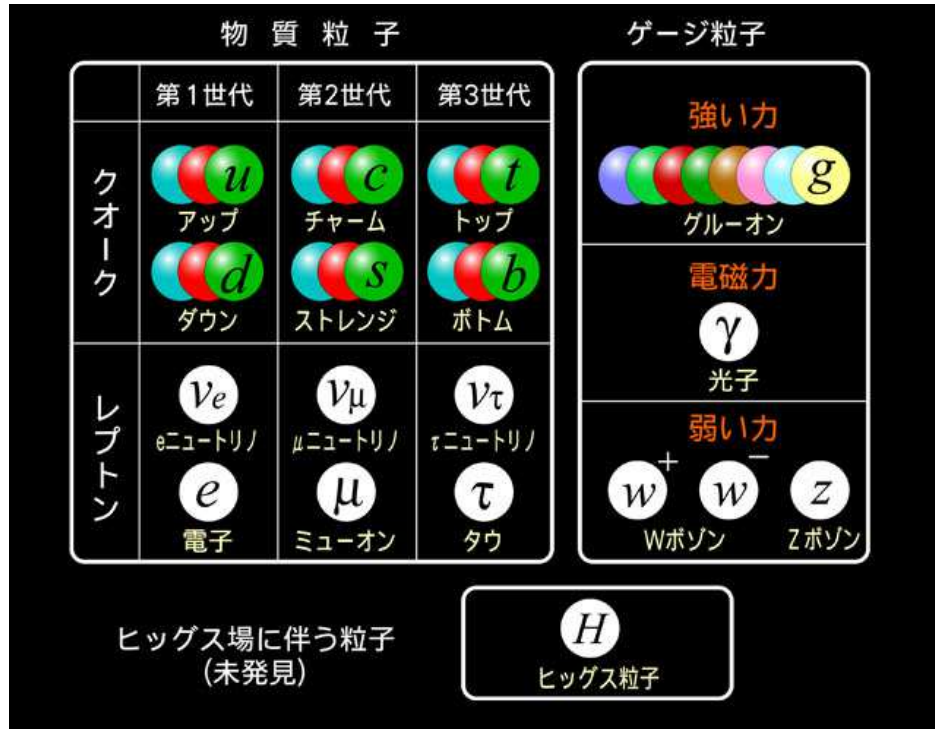 物質粒子
ゲージ粒子
第1世代
第2世代
第3世代
クオーク
u
c
t
アップ
チャーム
トップ
d
s
b
ダウン
ストレンジ
ボトム
レプトン
νe
νμ
ντ
eニュートリノ
μニュートリノ
τニュートリノ
e
μ
τ
電子
ミューオン
タウ
強い力
g
グルーオン
電磁力
γ
光子
弱い力
w+
w−
z
Wボゾン
Zボゾン
ヒッグス場に伴う粒子
(未発見)
H
ヒッグス粒子